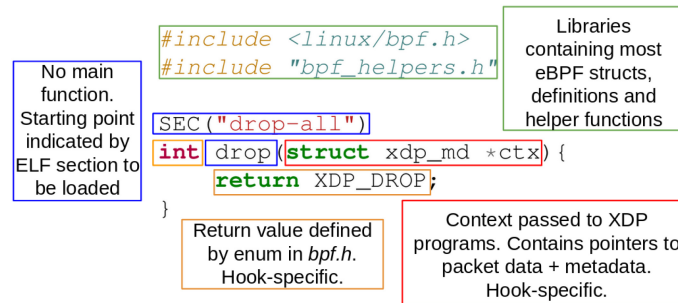 #include <linux/bpf.h>
#include "bpf_helpers.h"
Libraries
containing most
eBPF structs,
definitions and
helper functions
No main
function.
Starting point
indicated by
ELF section to
be loaded
SEC("drop-all")
int drop(struct xdp_md *ctx){
return XDP_DROP;
}
Return value defined
by enum in bpf.h.
Hook-specific.
Context passed to XDP
programs. Contains pointers to
packet data + metadata.
Hook-specific.